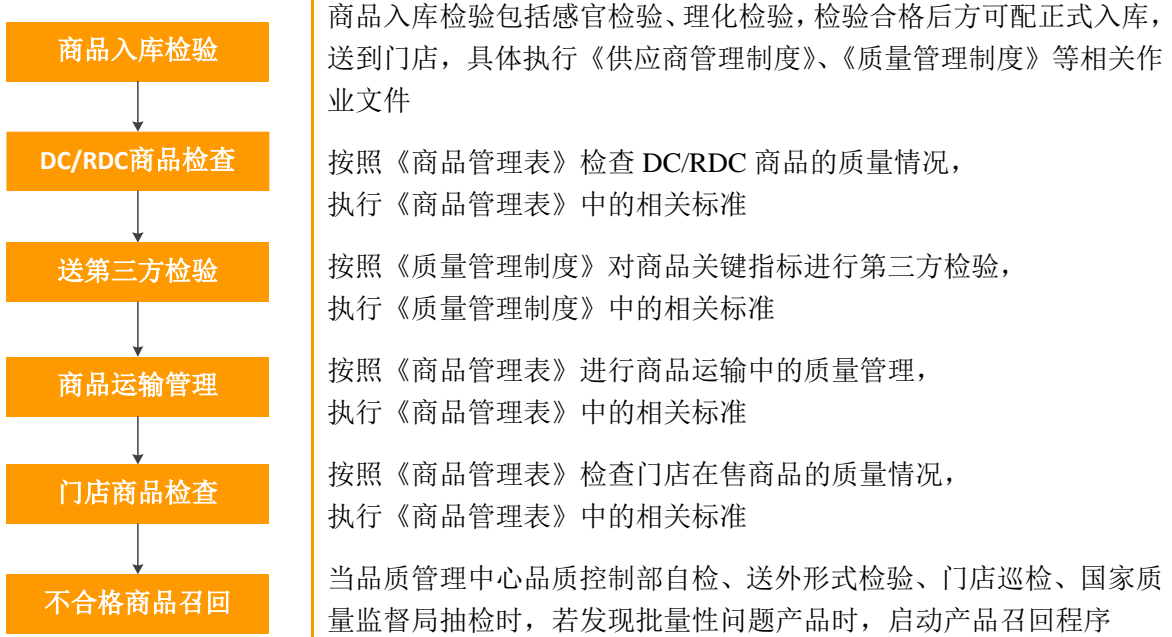 商品入库检验
商品入库检验包括感官检验、理化检验，检验合格后方可配正式入库，
送到门店，具体执行《供应商管理制度》、《质量管理制度》等相关作
业文件
DC/RDC商品检查
按照《商品管理表》检查 DC/RDC 商品的质量情况，
执行《商品管理表》中的相关标准
送第三方检验
按照《质量管理制度》对商品关键指标进行第三方检验，
执行《质量管理制度》中的相关标准
商品运输管理
按照《商品管理表》进行商品运输中的质量管理，
执行《商品管理表》中的相关标准
门店商品检查
按照《商品管理表》检查门店在售商品的质量情况，
执行《商品管理表》中的相关标准
不合格商品召回
当品质管理中心品质控制部自检、送外形式检验、门店巡检、国家质
量监督局抽检时，若发现批量性问题产品时，启动产品召回程序